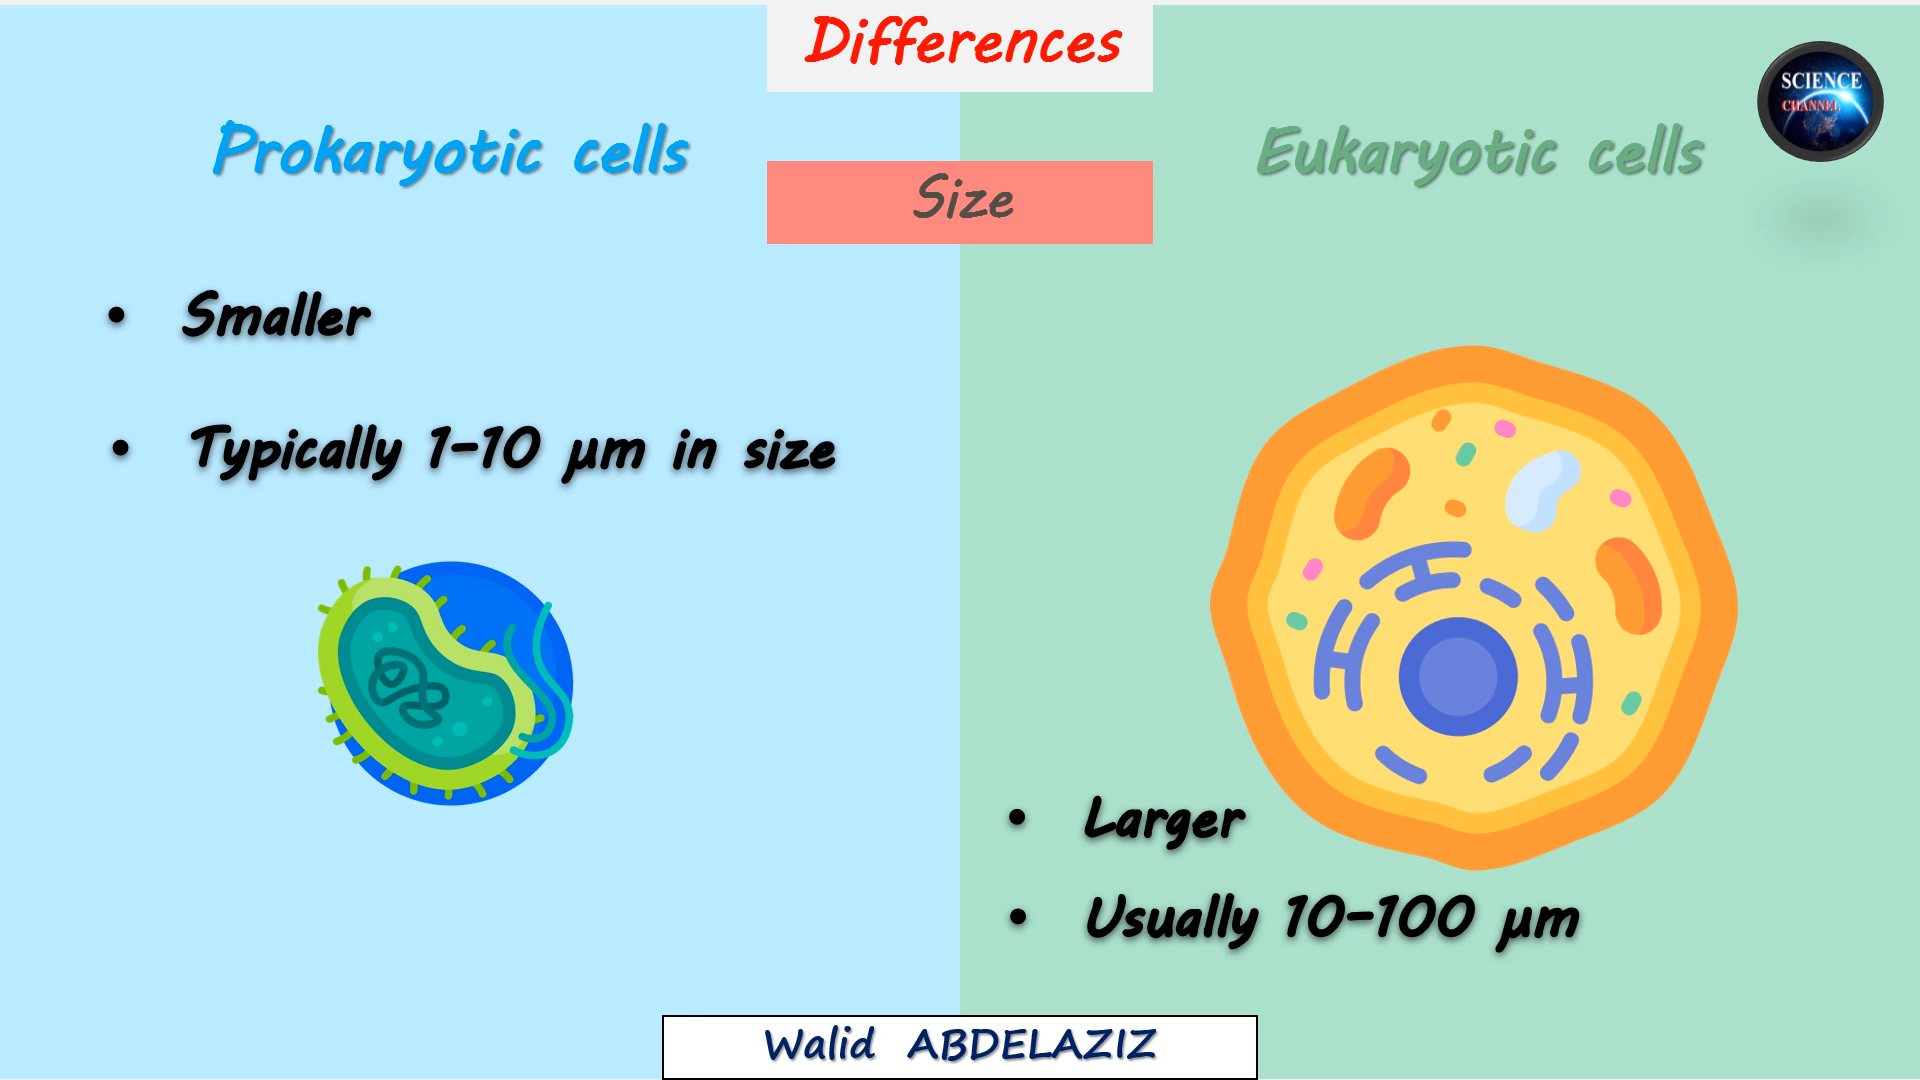 Differences
Prokaryotic cells
Eukaryotic cells
SCIENCE
CHANNEL
Size
• Smaller
• Typically 1-10 µm in size
• Larger
• Usually 10-100 µm
Walid ABDELAZIZ